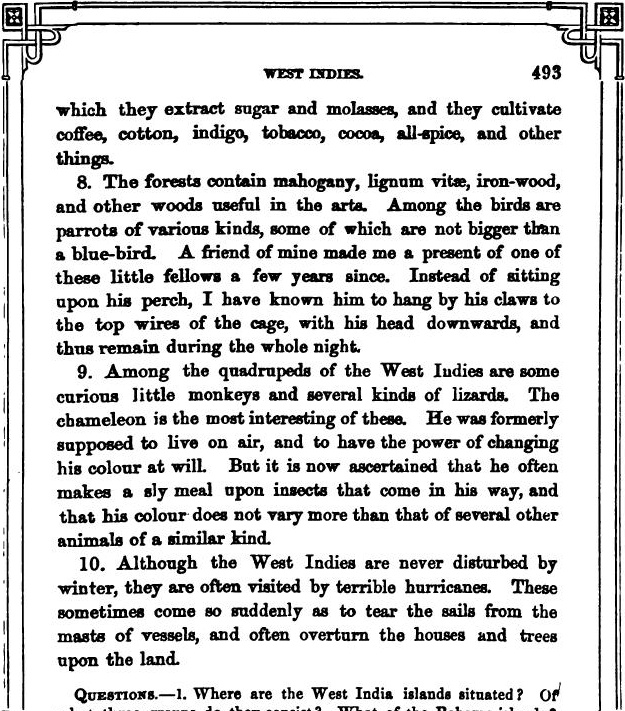 WEST INDIES. 493
which they extract sugar and molasses, and they cultivate
coffee, cotton, indigo, tobacco, cocoa, all-spice, and other
things.
8. The forests contain mahogany, lignum vitæ, iron-wood,
and other woods useful in the arts. Among the birds are
parrots of various kinds, some of which are not bigger than
a blue-bird. A friend of mine made me a present of one of
these little fellows a few years since. Instead of sitting
upon his perch, I have known him to hang by his claws to
the top wires of the cage, with his head downwards, and
thus remain during the whole night.
9. Among the quadrupeds of the West Indies are some
curious little monkeys and several kinds of lizards. The
chameleon is the most interesting of these. He was formerly
supposed to live on air, and to have the power of changing
his colour at will. But it is now ascertained that he often
makes a sly meal upon insects that come in his way, and
that his colour does not vary more than that of several other
animals of a similar kind.
10. Although the West Indies are never disturbed by
winter, they are often visited by terrible hurricanes. These
sometimes come so suddenly as to tear the sails from the
masts of vessels, and often overturn the houses and trees
upon the land.
QUESTIONS.—1. Where are the West India islands situated? Of